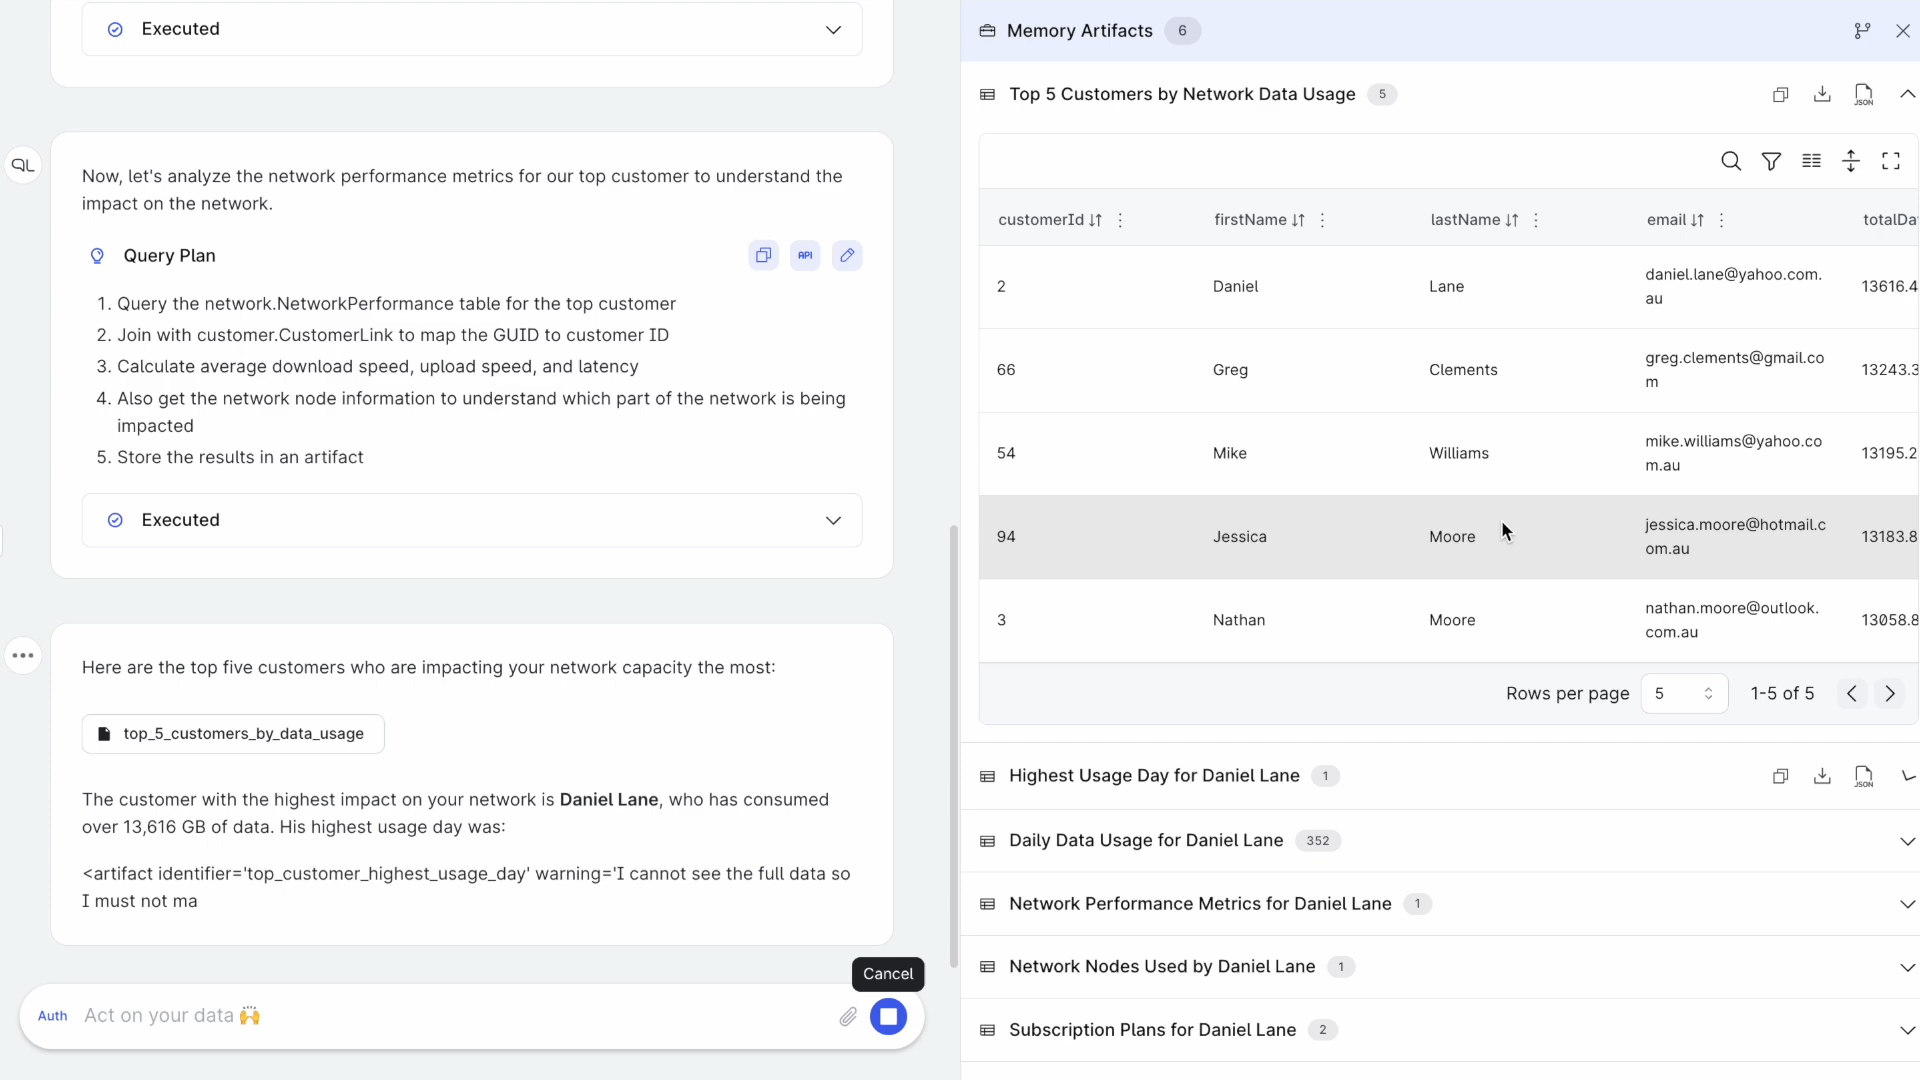 Executed
QL
Now, let's analyze the network performance metrics for our top customer to understand the
impact on the network.
Query Plan
API
1. Query the network.NetworkPerformance table for the top customer
2. Join with customer.CustomerLink to map the GUID to customer ID
3. Calculate average download speed, upload speed, and latency
4. Also get the network node information to understand which part of the network is being
impacted
5. Store the results in an artifact
Executed
Here are the top five customers who are impacting your network capacity the most:
top_5_customers_by_data_usage
The customer with the highest impact on your network is Daniel Lane, who has consumed
over 13,616 GB of data. His highest usage day was:
<artifact identifier='top_customer_highest_usage_day' warning='I cannot see the full data so
I must not ma
Cancel
Auth Act on your data 🙌
Memory Artifacts 6
Top 5 Customers by Network Data Usage 5
JSON
customerId firstName lastName email totalDa
2 Daniel Lane daniel.lane@yahoo.com.
au 13616.4
66 Greg Clements greg.clements@gmail.co
m 13243.3
54 Mike Williams mike.williams@yahoo.co
m.au 13195.2
94 Jessica Moore jessica.moore@hotmail.c
om.au 13183.8
3 Nathan Moore nathan.moore@outlook.
com.au 13058.8
Rows per page 5 1-5 of 5
Highest Usage Day for Daniel Lane 1
JSON
Daily Data Usage for Daniel Lane 352
Network Performance Metrics for Daniel Lane 1
Network Nodes Used by Daniel Lane 1
Subscription Plans for Daniel Lane 2